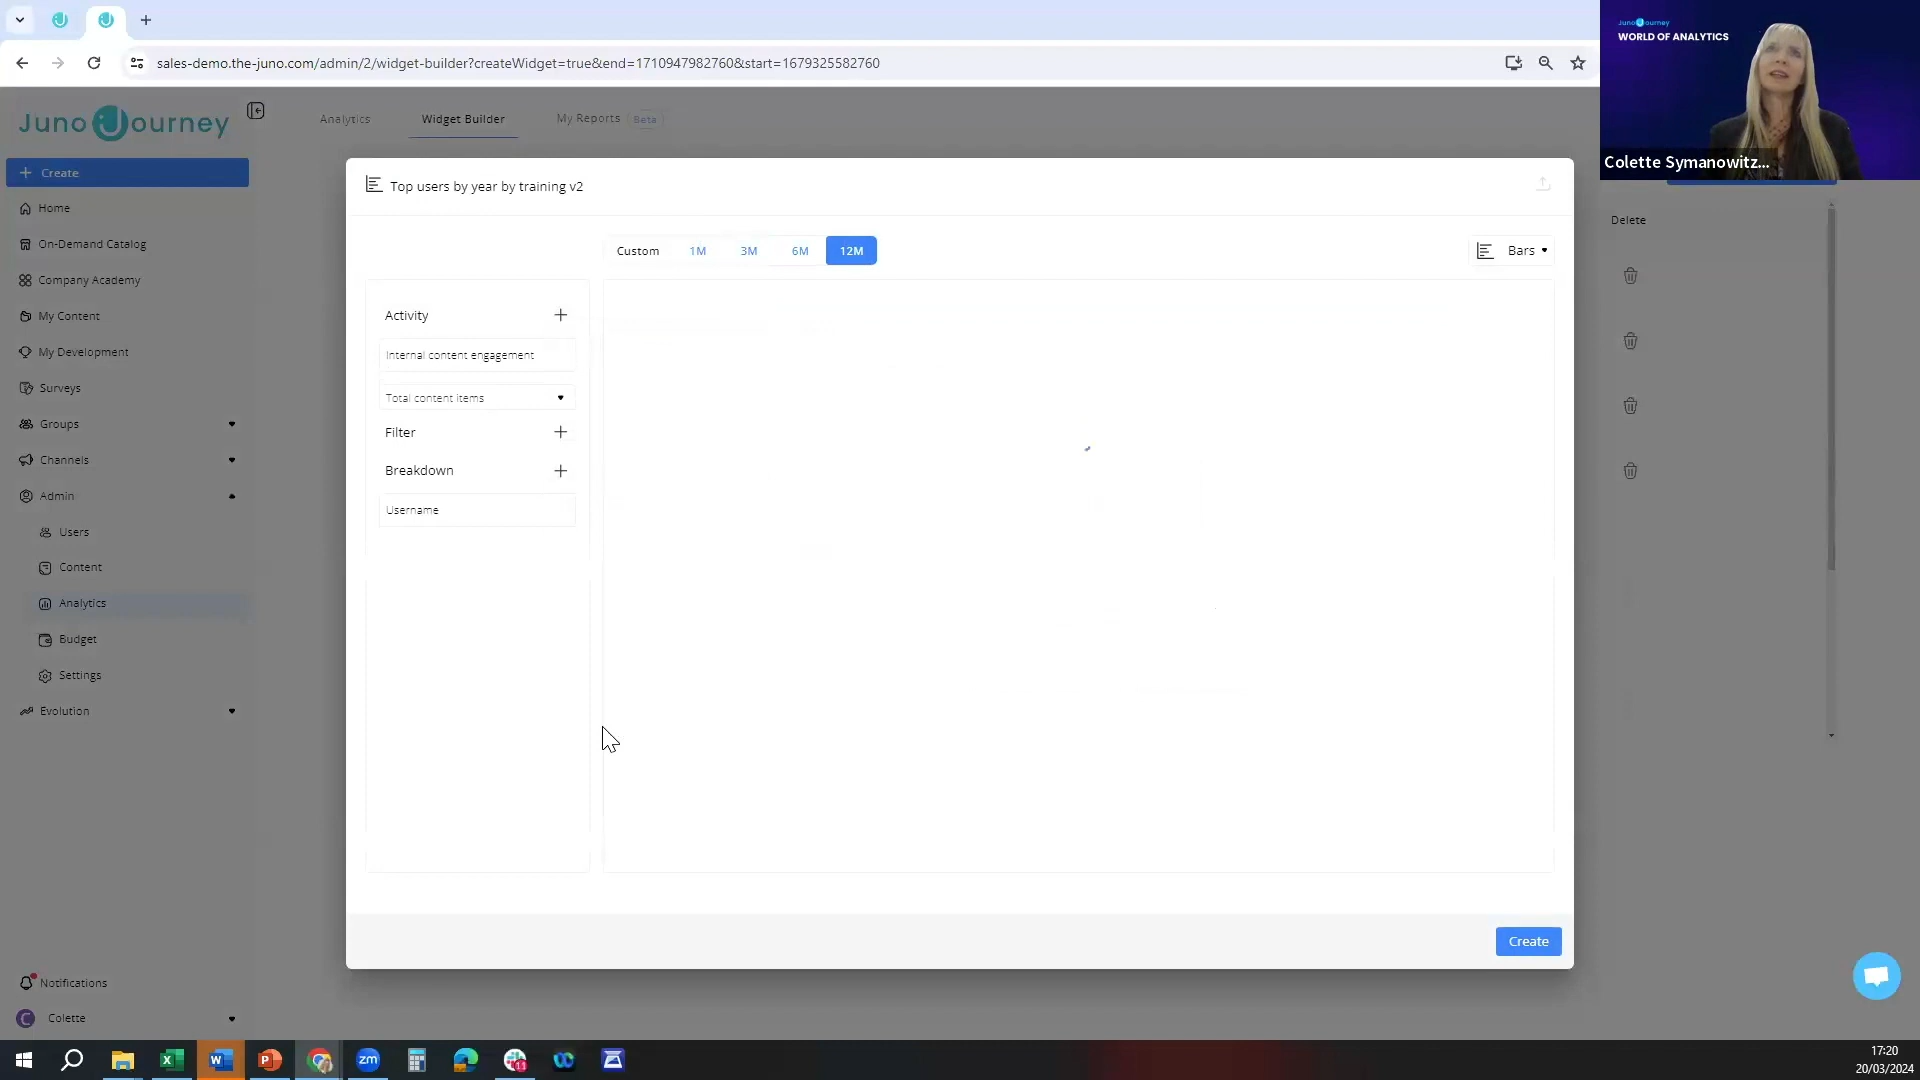 sales-demo.the-juno.com/admin/2/widget-builder?createWidget=true&end=1710947982760&start=1679325582760
JunoJourney
WORLD OF ANALYTICS
Colette Symanowitz...
Juno Journey
Analytics
Widget Builder
My Reports Beta
Create
Home
On-Demand Catalog
Company Academy
My Content
My Development
Surveys
Groups
Channels
Admin
Users
Content
Analytics
Budget
Settings
Evolution
Notifications
C Colette
Top users by year by training v2
Custom 1M 3M 6M 12M
Bars
Activity
Internal content engagement
Total content items
Filter
Breakdown
Username
Create
Delete
zm
11
17:20
20/03/2024